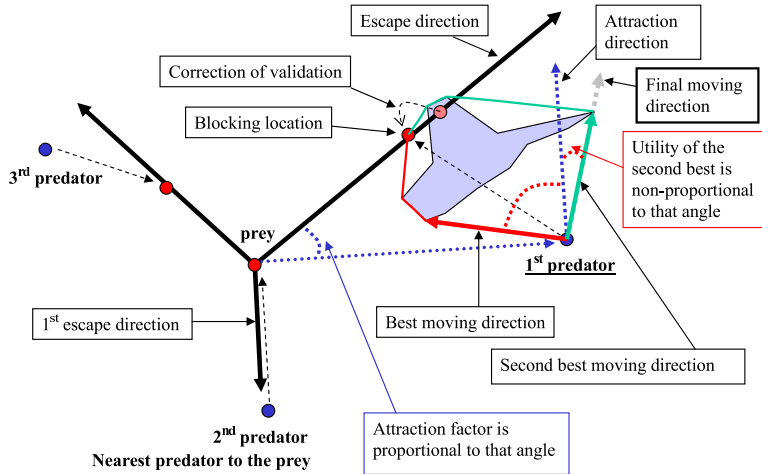 Escape direction
Attraction
direction
Correction of validation
Final moving
direction
Blocking location
Utility of the
second best is
non-proportional
to that angle
3rd predator
prey
1st predator
1st escape direction
Best moving direction
Second best moving direction
2nd predator
Nearest predator to the prey
Attraction factor is
proportional to that angle